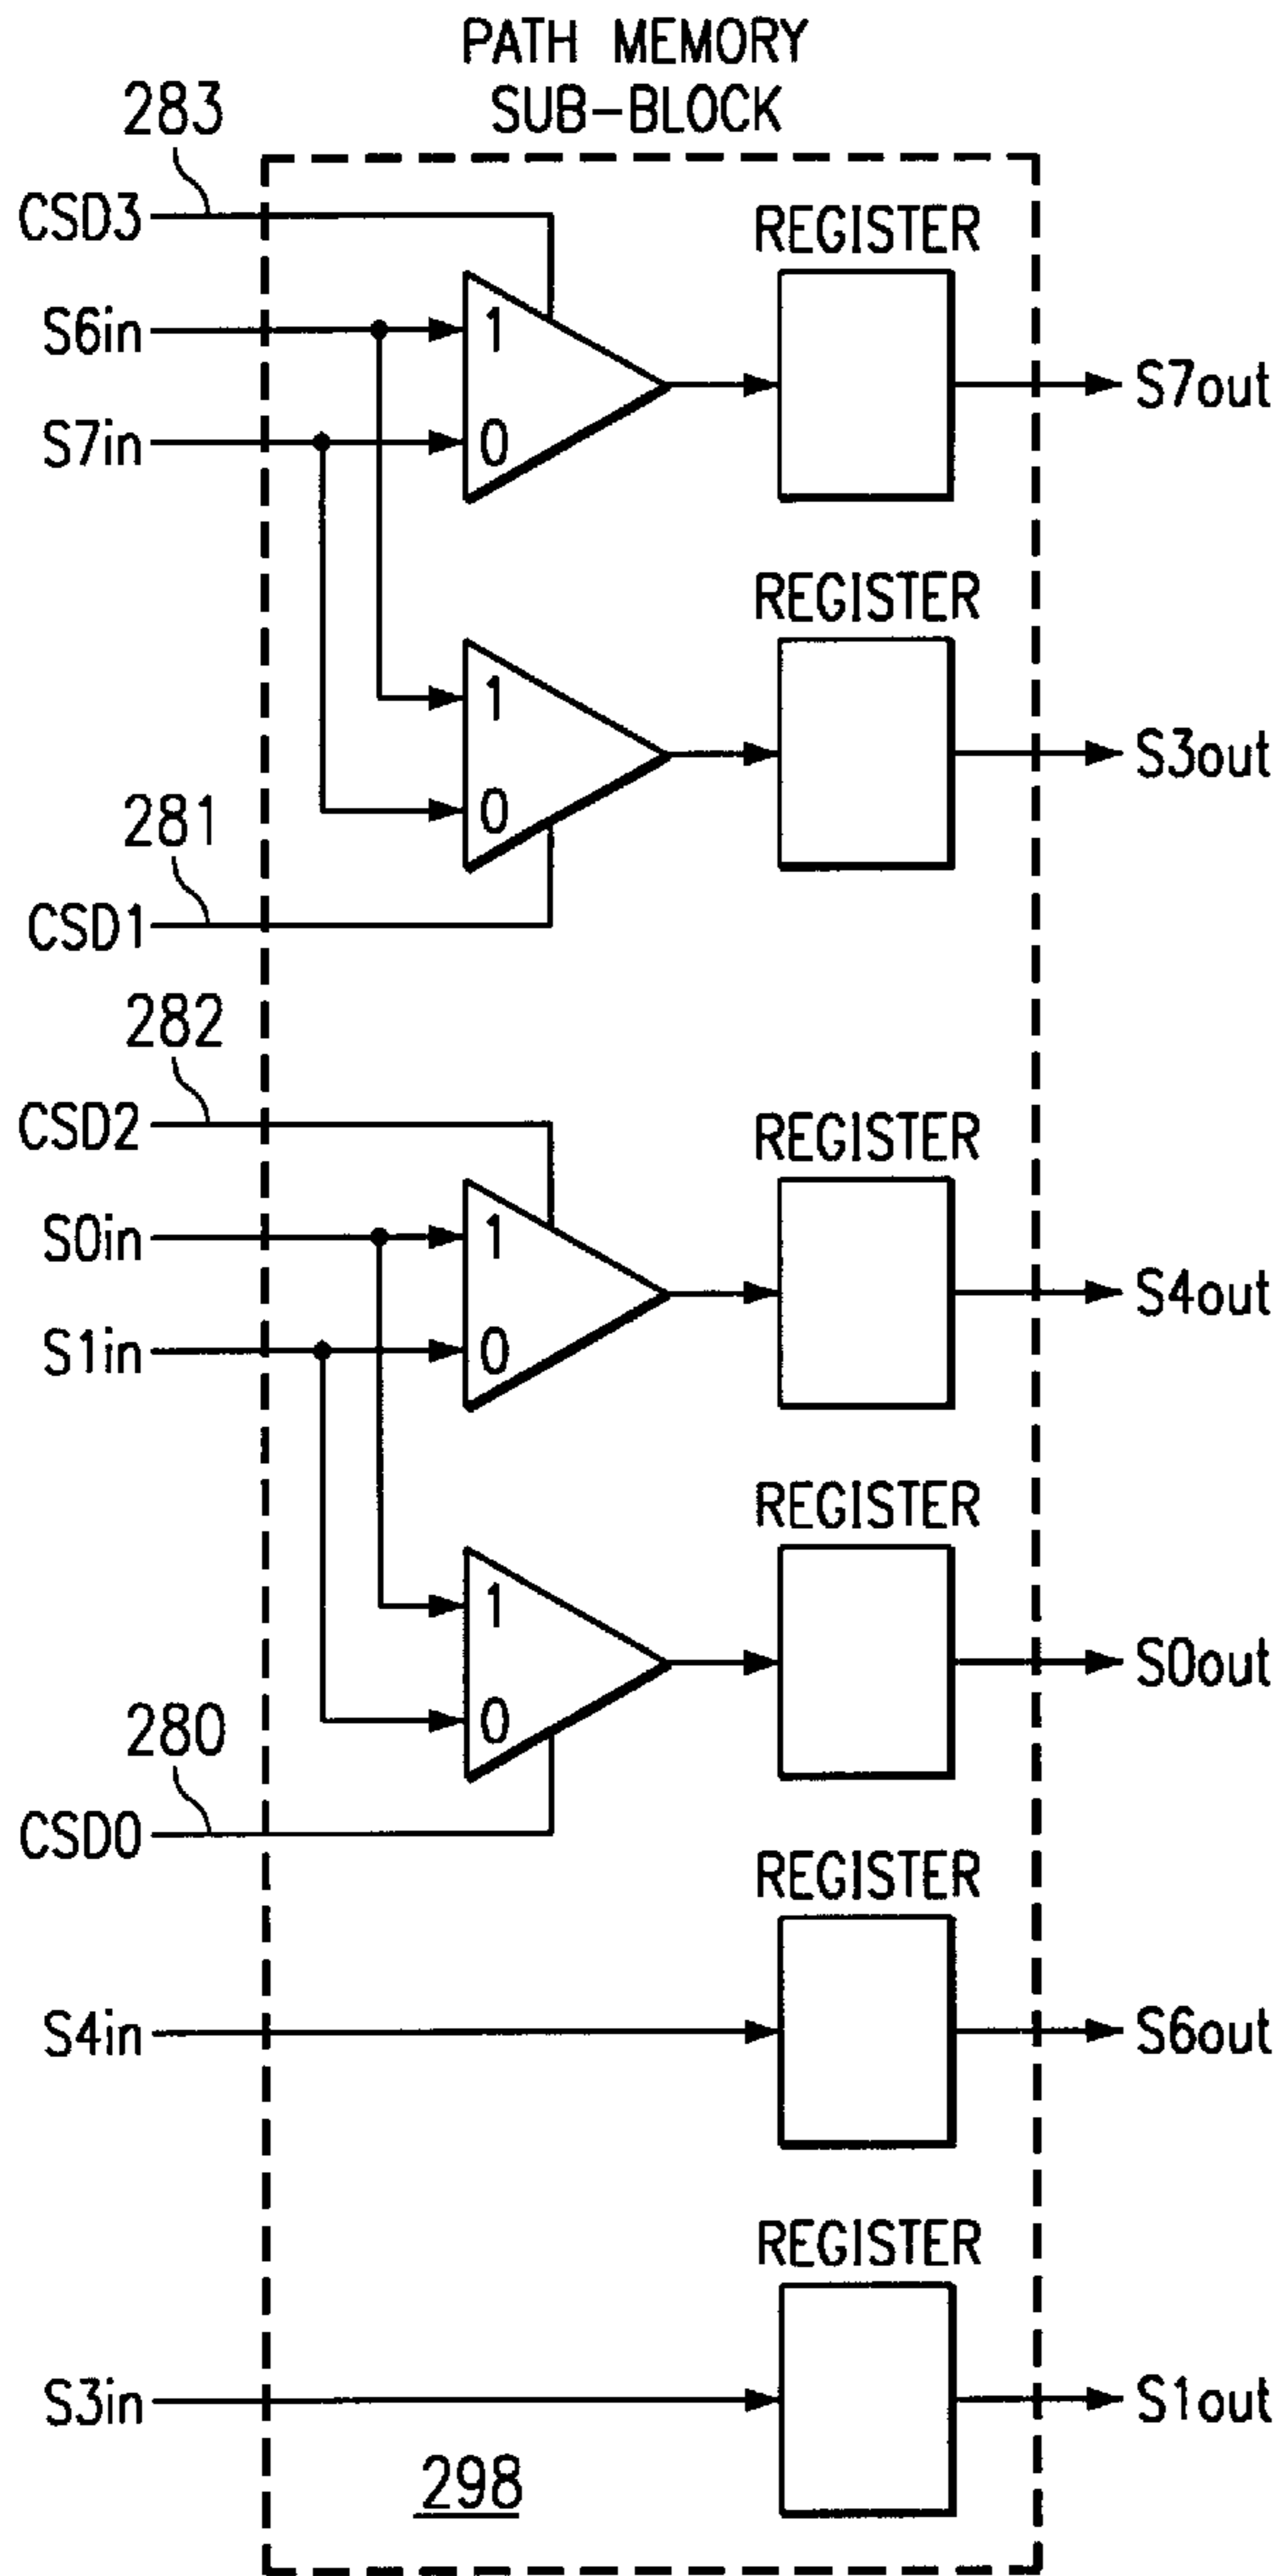 PATH MEMORY
SUB-BLOCK
283
CSD3
REGISTER
S6in
1
S7out
S7in
0
REGISTER
1
S3out
281
0
CSD1
282
CSD2
REGISTER
S0in
1
S4out
S1in
0
REGISTER
1
S0out
280
0
CSD0
REGISTER
S4in
S6out
REGISTER
S3in
S1out
298